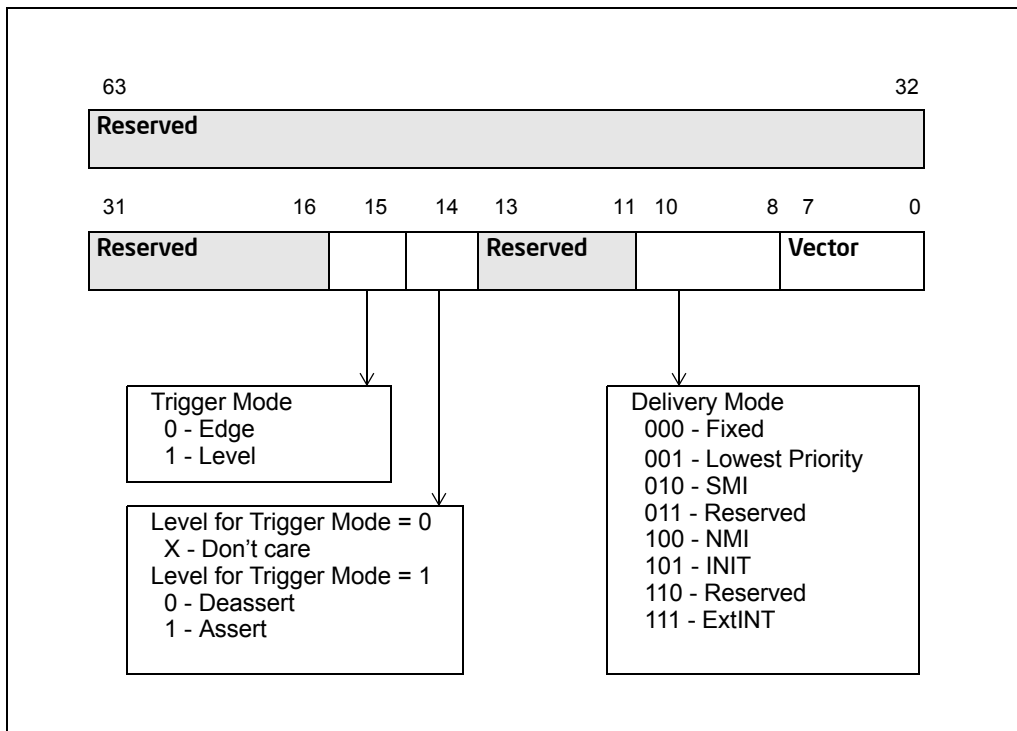 63 32
Reserved
31 16 15 14 13 11 10 8 7 0
Reserved Reserved Vector
Trigger Mode
0 - Edge
1 - Level
Level for Trigger Mode = 0
X - Don't care
Level for Trigger Mode = 1
0 - Deassert
1 - Assert
Delivery Mode
000 - Fixed
001 - Lowest Priority
010 - SMI
011 - Reserved
100 - NMI
101 - INIT
110 - Reserved
111 - ExtINT